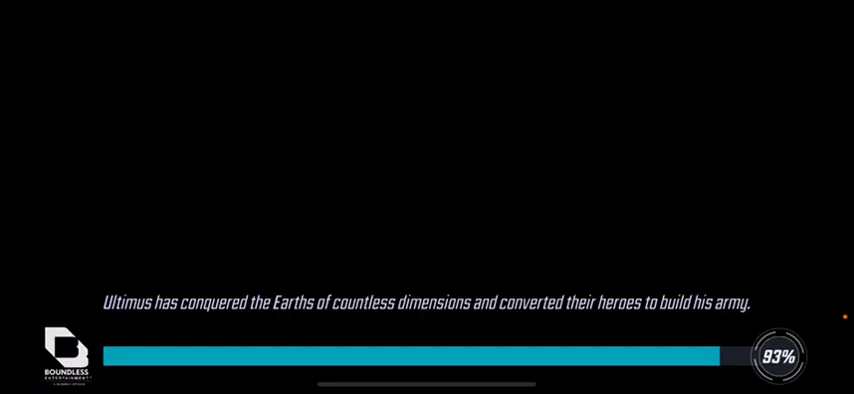 Ultimus has conquered the Earths of countless dimensions and converted their heroes to build his army.
93%
BOUNDLESS
ENTERTAINMENT